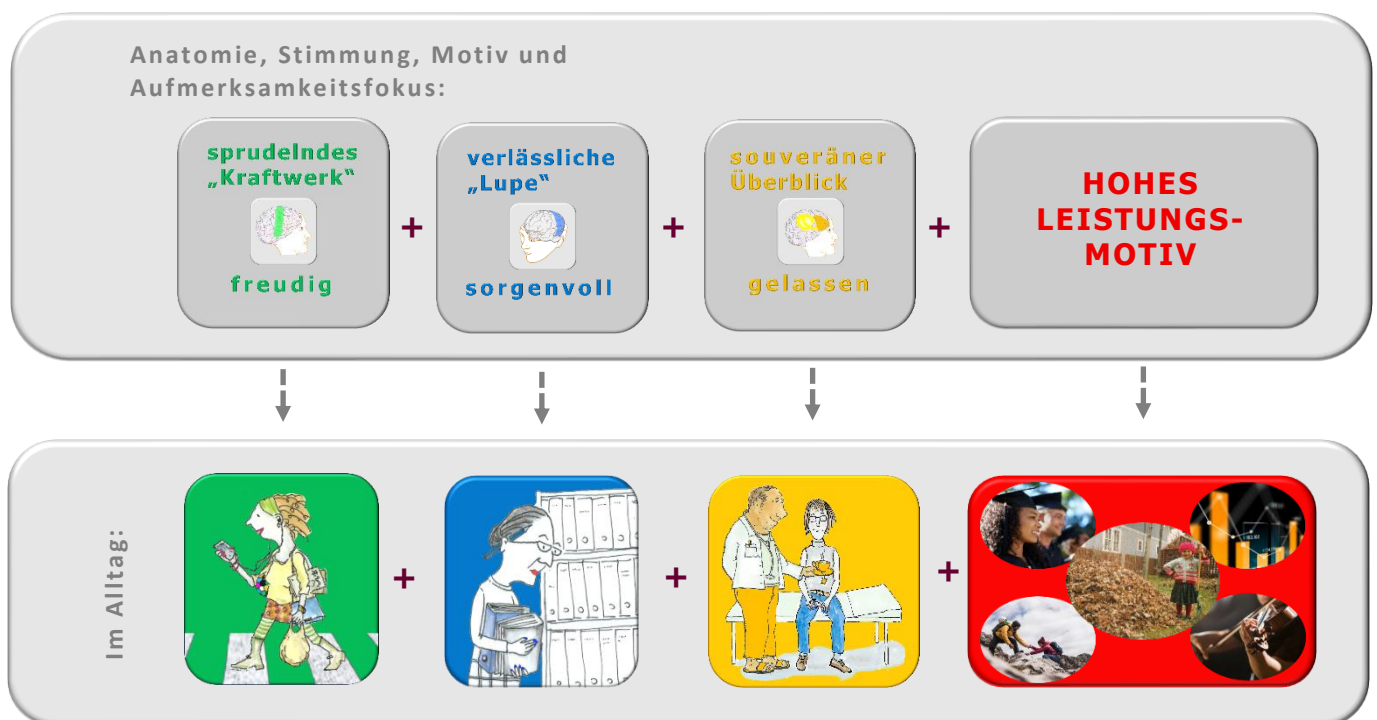 Anatomie, Stimmung, Motiv und
Aufmerksamkeitsfokus:
sprudelndes
„Kraftwerk“
freudig
+
verlässliche
„Lupe“
sorgenvoll
+
souveräner
Überblick
gelassen
+
HOHES
LEISTUNGS-
MOTIV
Im Alltag:
+
+
+